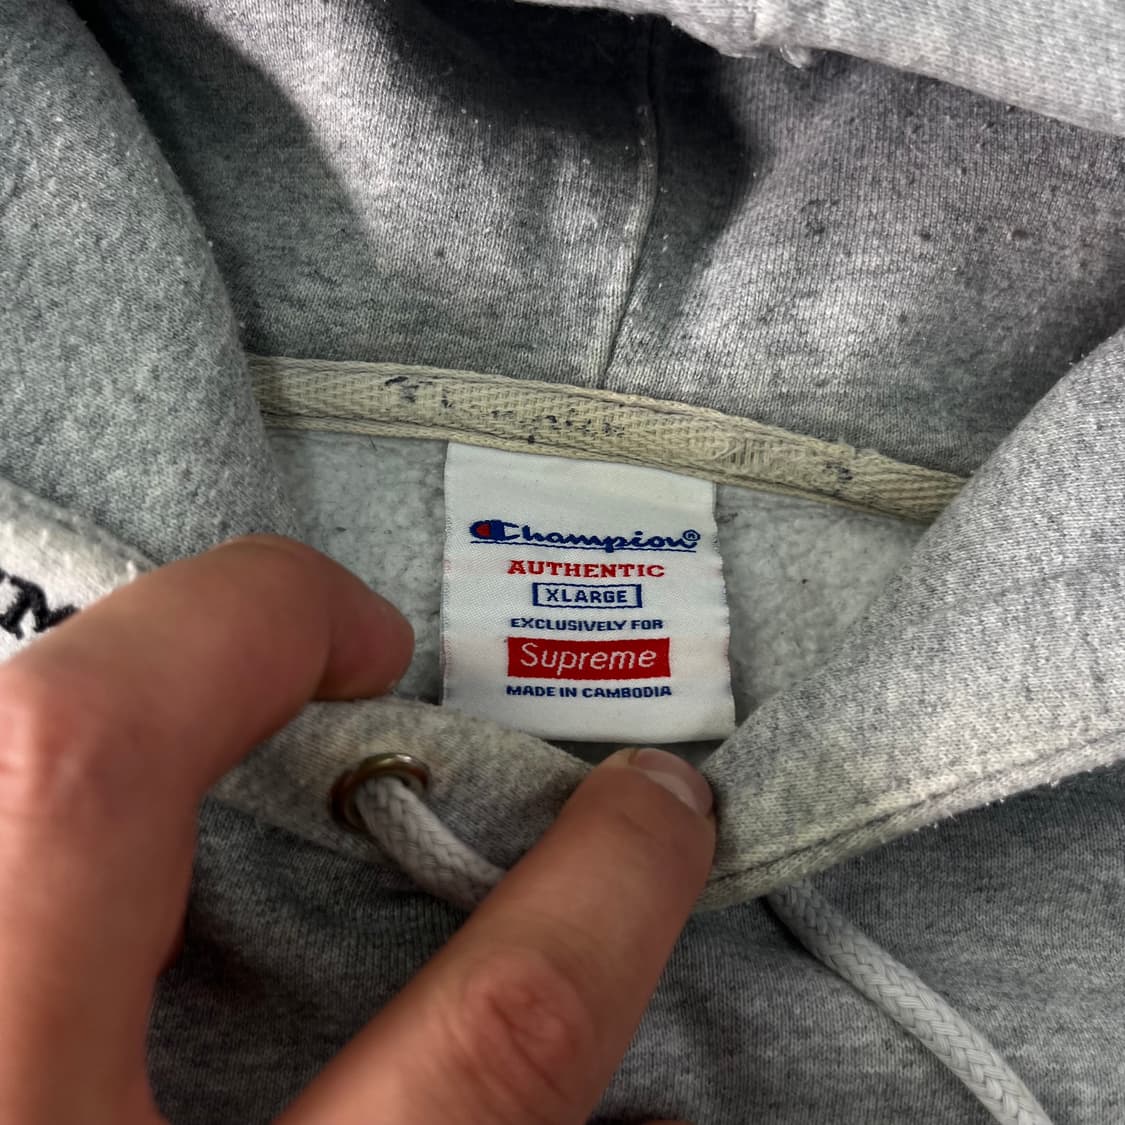 Champion®
AUTHENTIC
XLARGE
EXCLUSIVELY FOR
Supreme
MADE IN CAMBODIA